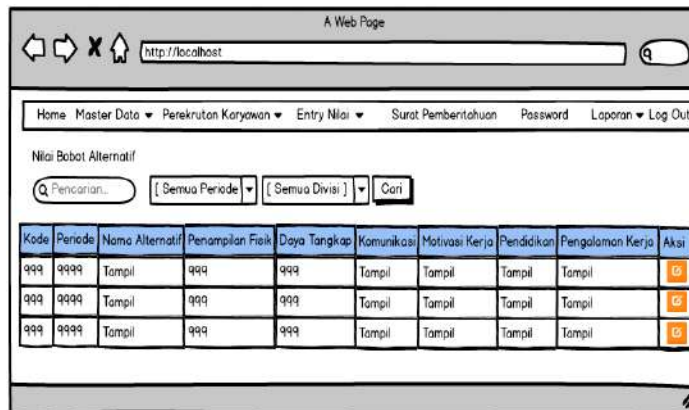 A Web Page
http://localhost
Home Master Data Perekrutan Karyawan Entry Nilai Surat Pemberitahuan Password Laporan Log Out
Nilai Bobot Alternatif
Pencarian.. [ Semua Periode ] [ Semua Divisi ] Cari
Kode Periode Nama Alternatif Penampilan Fisik Daya Tangkap Komunikasi Motivasi Kerja Pendidikan Pengalaman Kerja Aksi
999 9999 Tampil 999 999 Tampil Tampil Tampil Tampil
999 9999 Tampil 999 999 Tampil Tampil Tampil Tampil
999 9999 Tampil 999 999 Tampil Tampil Tampil Tampil